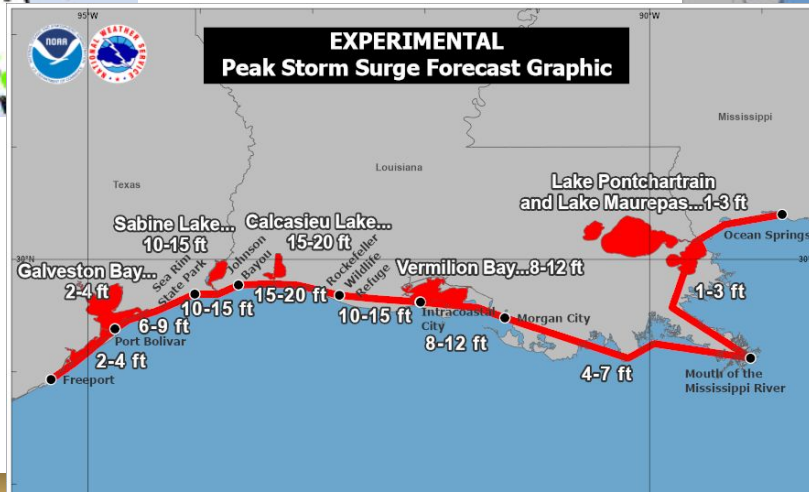 95°W
90°W
NOAA
NATIONAL WEATHER SERVICE
EXPERIMENTAL
Peak Storm Surge Forecast Graphic
Mississippi
Louisiana
Texas
Lake Pontchartrain
and Lake Maurepas...1-3 ft
Sabine Lake...
10-15 ft
Calcasieu Lake...
15-20 ft
Ocean Springs
30°N
Galveston Bay...
2-4 ft
Sea Rim
State Park
Johnson
Bayou
Rockefeller
Wildlife
Refuge
Vermilion Bay...8-12 ft
15-20 ft
10-15 ft
10-15 ft
6-9 ft
1-3 ft
Port Bolivar
Intracoastal
City
Morgan City
8-12 ft
2-4 ft
4-7 ft
Freeport
Mouth of the
Mississippi River